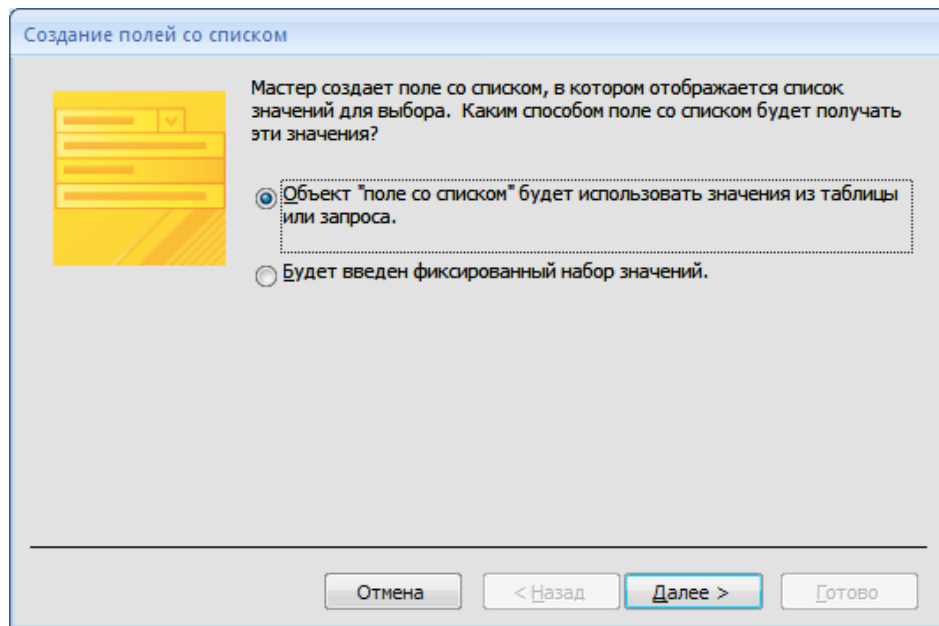 Создание полей со списком
Мастер создает поле со списком, в котором отображается список
значений для выбора. Каким способом поле со списком будет получать
эти значения?
Объект "поле со списком" будет использовать значения из таблицы
или запроса.
Будет введен фиксированный набор значений.
Отмена
< Назад
Далее >
Готово